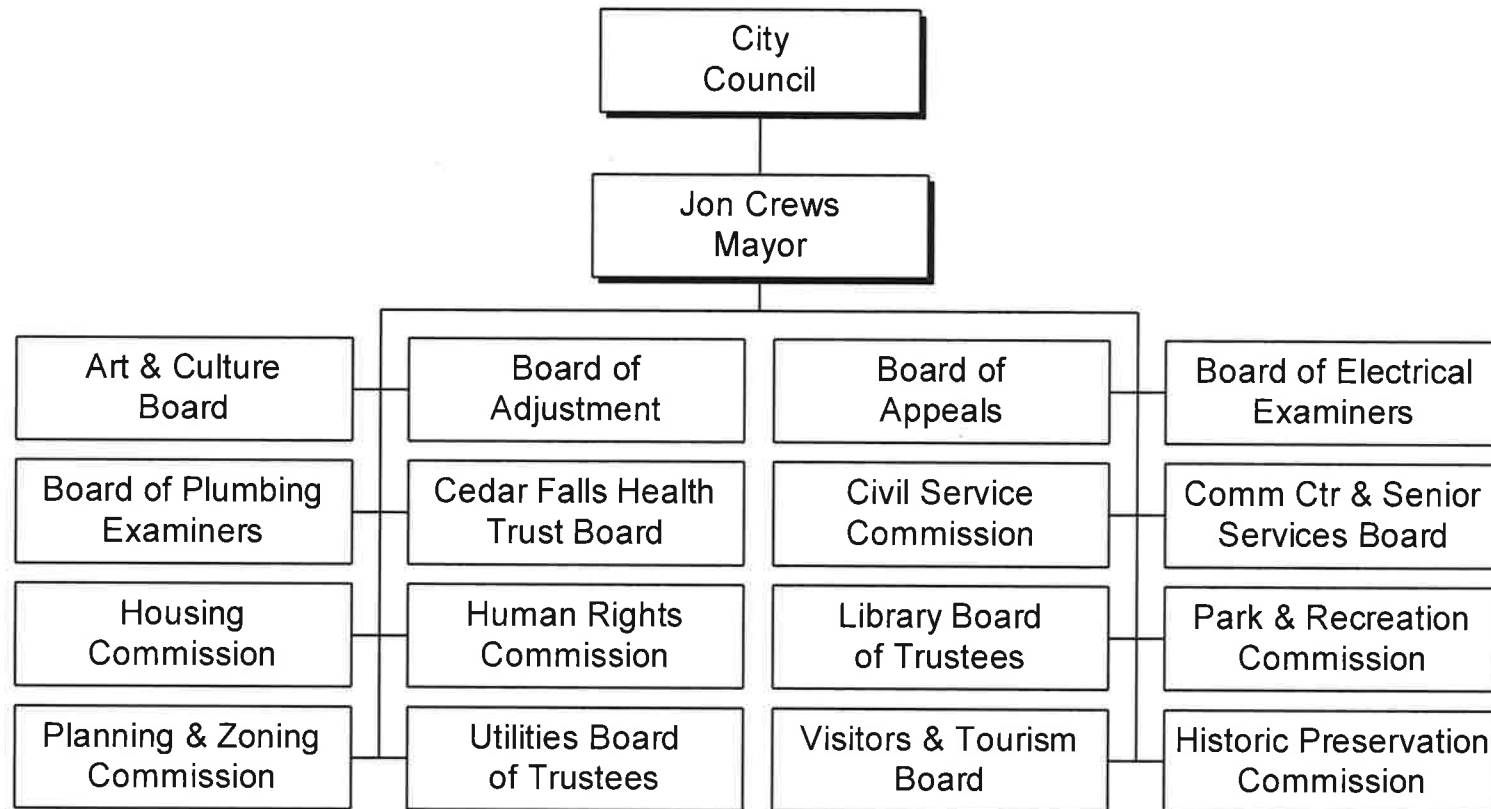 City
Council
Jon Crews
Mayor
Art & Culture
Board
Board of
Adjustment
Board of
Appeals
Board of Electrical
Examiners
Board of Plumbing
Examiners
Cedar Falls Health
Trust Board
Civil Service
Commission
Comm Ctr & Senior
Services Board
Housing
Commission
Human Rights
Commission
Library Board
of Trustees
Park & Recreation
Commission
Planning & Zoning
Commission
Utilities Board
of Trustees
Visitors & Tourism
Board
Historic Preservation
Commission